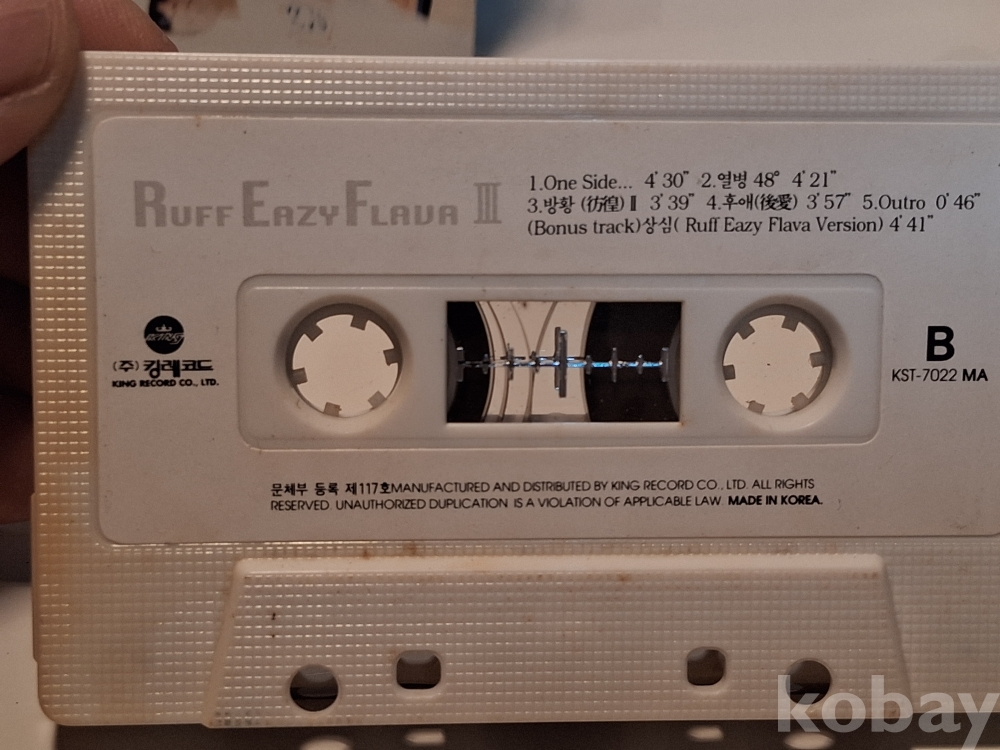 RUFF EAZY FLAVA III
1.One Side... 4'30" 2.열병 48° 4'21"
3.방황 (彷徨)Ⅱ 3'39" 4.후애(後愛) 3'57" 5.Outro 0'46"
(Bonus track)상심( Ruff Eazy Flava Version) 4'41"
(주) 킹레코드
KING RECORD CO., LTD.
B
KST-7022 MA
문체부 등록 제117호MANUFACTURED AND DISTRIBUTED BY KING RECORD CO., LTD. ALL RIGHTS
RESERVED. UNAUTHORIZED DUPLICATION IS A VIOLATION OF APPLICABLE LAW. MADE IN KOREA.
kobay